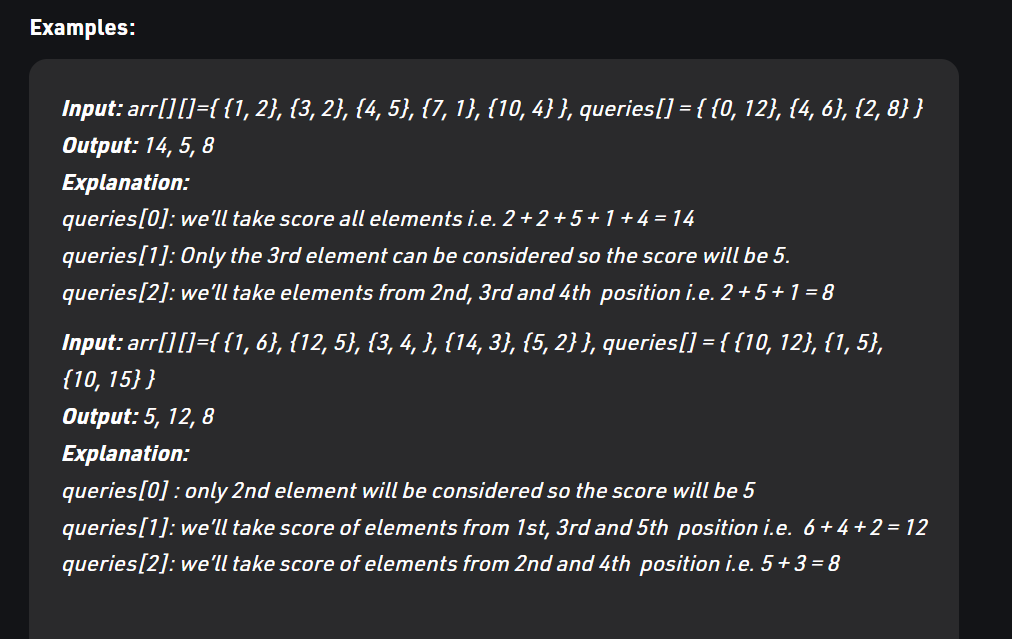 Examples:
Input: arr[][]={ {1, 2}, {3, 2}, {4, 5}, {7, 1}, {10, 4} }, queries[] = { {0, 12}, {4, 6}, {2, 8} }
Output: 14, 5, 8
Explanation:
queries[0]: we’ll take score all elements i.e. 2 + 2 + 5 + 1 + 4 = 14
queries[1]: Only the 3rd element can be considered so the score will be 5.
queries[2]: we’ll take elements from 2nd, 3rd and 4th  position i.e. 2 + 5 + 1 = 8
Input: arr[][]={ {1, 6}, {12, 5}, {3, 4, }, {14, 3}, {5, 2} }, queries[] = { {10, 12}, {1, 5},
{10, 15} }
Output: 5, 12, 8
Explanation:
queries[0] : only 2nd element will be considered so the score will be 5
queries[1]: we’ll take score of elements from 1st, 3rd and 5th  position i.e.  6 + 4 + 2 = 12
queries[2]: we’ll take score of elements from 2nd and 4th  position i.e. 5 + 3 = 8